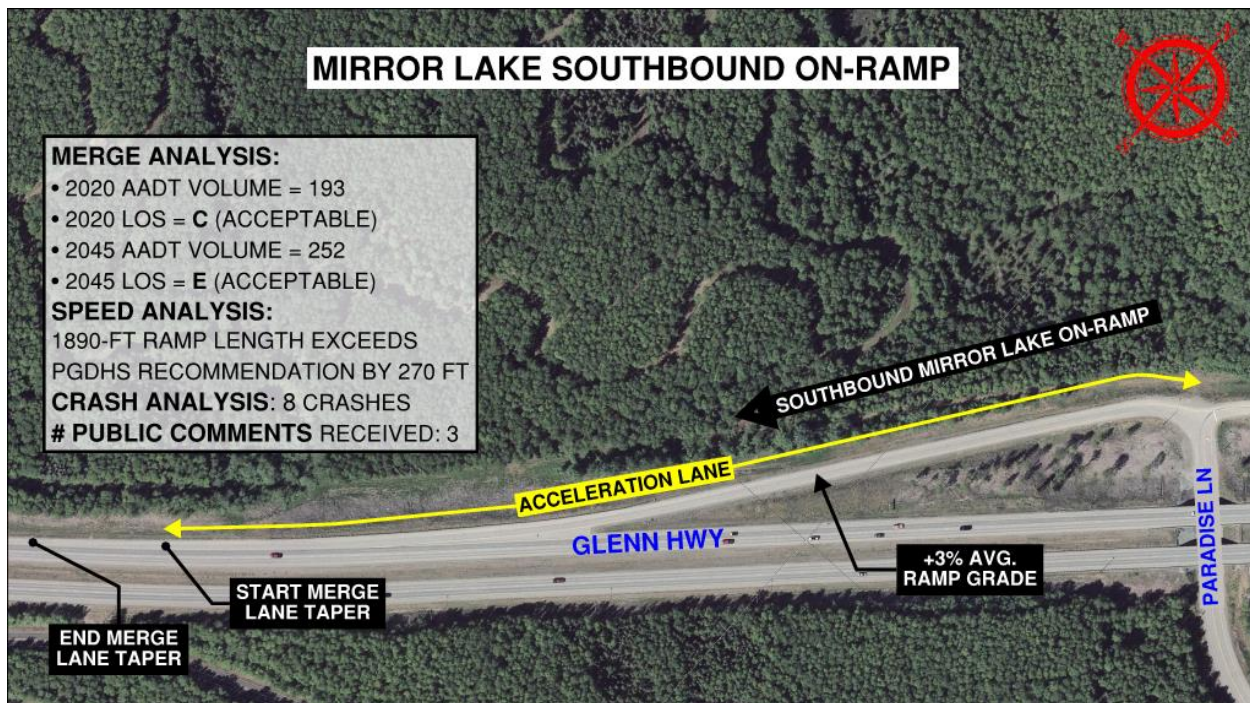 MIRROR LAKE SOUTHBOUND ON-RAMP
N
E
S
W
MERGE ANALYSIS:
• 2020 AADT VOLUME = 193
• 2020 LOS = C (ACCEPTABLE)
• 2045 AADT VOLUME = 252
• 2045 LOS = E (ACCEPTABLE)
SPEED ANALYSIS:
1890-FT RAMP LENGTH EXCEEDS
PGDHS RECOMMENDATION BY 270 FT
CRASH ANALYSIS: 8 CRASHES
# PUBLIC COMMENTS RECEIVED: 3
SOUTHBOUND MIRROR LAKE ON-RAMP
ACCELERATION LANE
GLENN HWY
PARADISE LN
+3% AVG.
RAMP GRADE
START MERGE
LANE TAPER
END MERGE
LANE TAPER